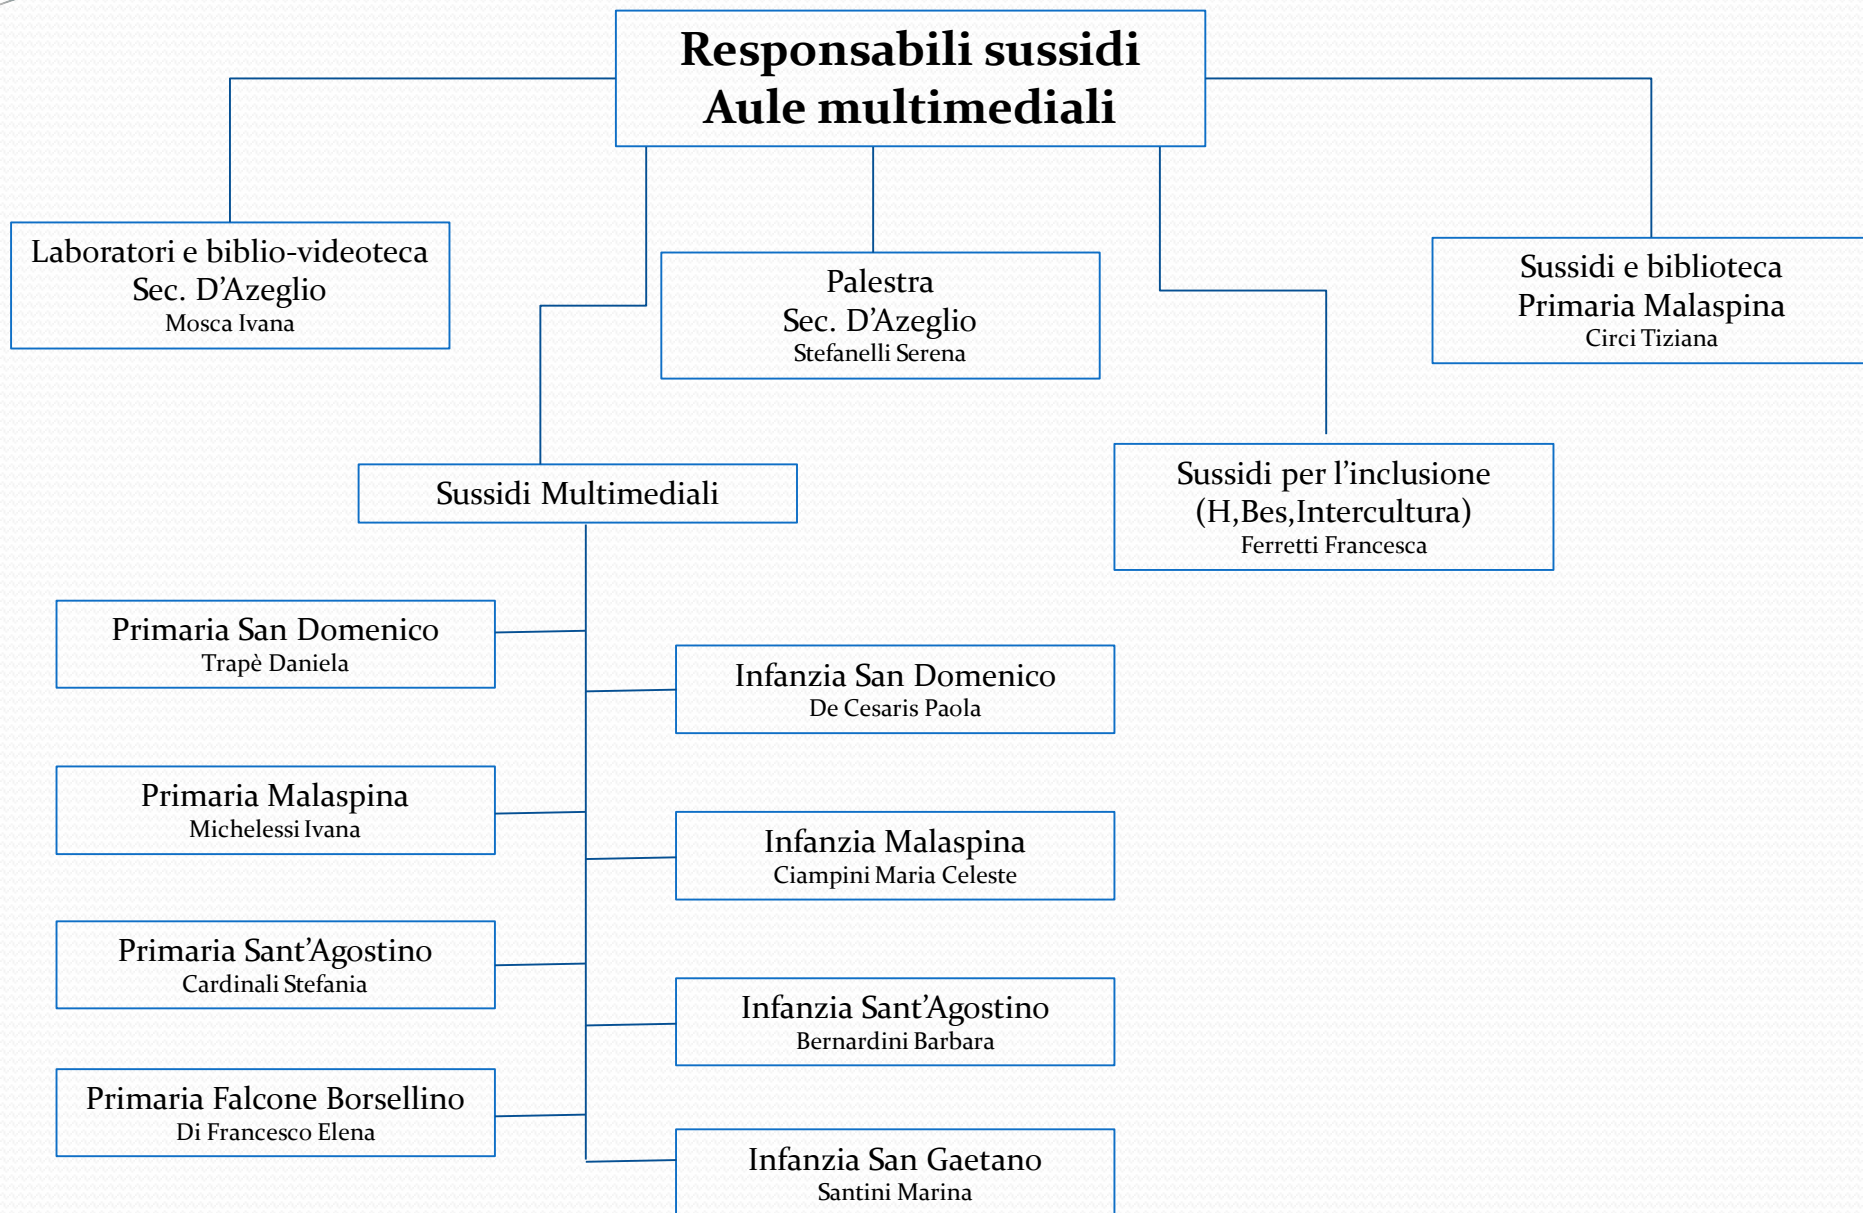 Responsabili sussidi
Aule multimediali
Laboratori e biblio-videoteca
Sec. D’Azeglio
Mosca Ivana
Palestra
Sec. D’Azeglio
Stefanelli Serena
Sussidi e biblioteca
Primaria Malaspina
Circi Tiziana
Sussidi Multimediali
Sussidi per l’inclusione
(H,Bes,Intercultura)
Ferretti Francesca
Primaria San Domenico
Trapè Daniela
Infanzia San Domenico
De Cesaris Paola
Primaria Malaspina
Michelessi Ivana
Infanzia Malaspina
Ciampini Maria Celeste
Primaria Sant’Agostino
Cardinali Stefania
Infanzia Sant’Agostino
Bernardini Barbara
Primaria Falcone Borsellino
Di Francesco Elena
Infanzia San Gaetano
Santini Marina